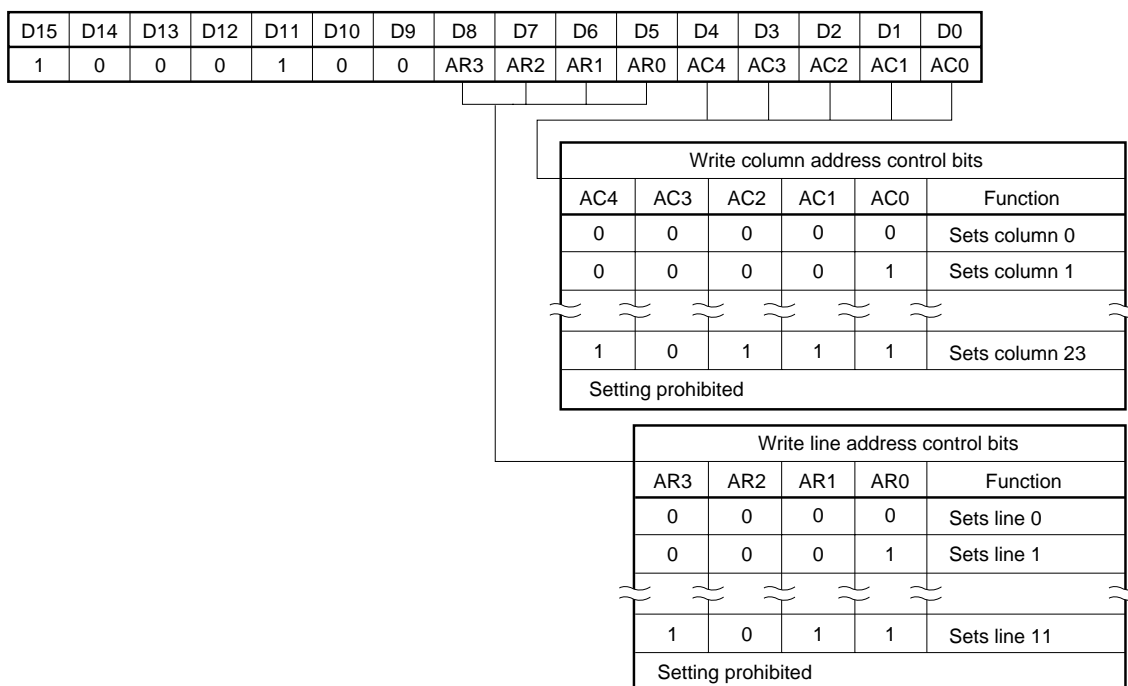 D15 D14 D13 D12 D11 D10 D9 D8 D7 D6 D5 D4 D3 D2 D1 D0
1 0 0 0 1 0 0 AR3 AR2 AR1 AR0 AC4 AC3 AC2 AC1 AC0
Write column address control bits
AC4 AC3 AC2 AC1 AC0 Function
0 0 0 0 0 Sets column 0
0 0 0 0 1 Sets column 1
1 0 1 1 1 Sets column 23
Setting prohibited
Write line address control bits
AR3 AR2 AR1 AR0 Function
0 0 0 0 Sets line 0
0 0 0 1 Sets line 1
1 0 1 1 Sets line 11
Setting prohibited